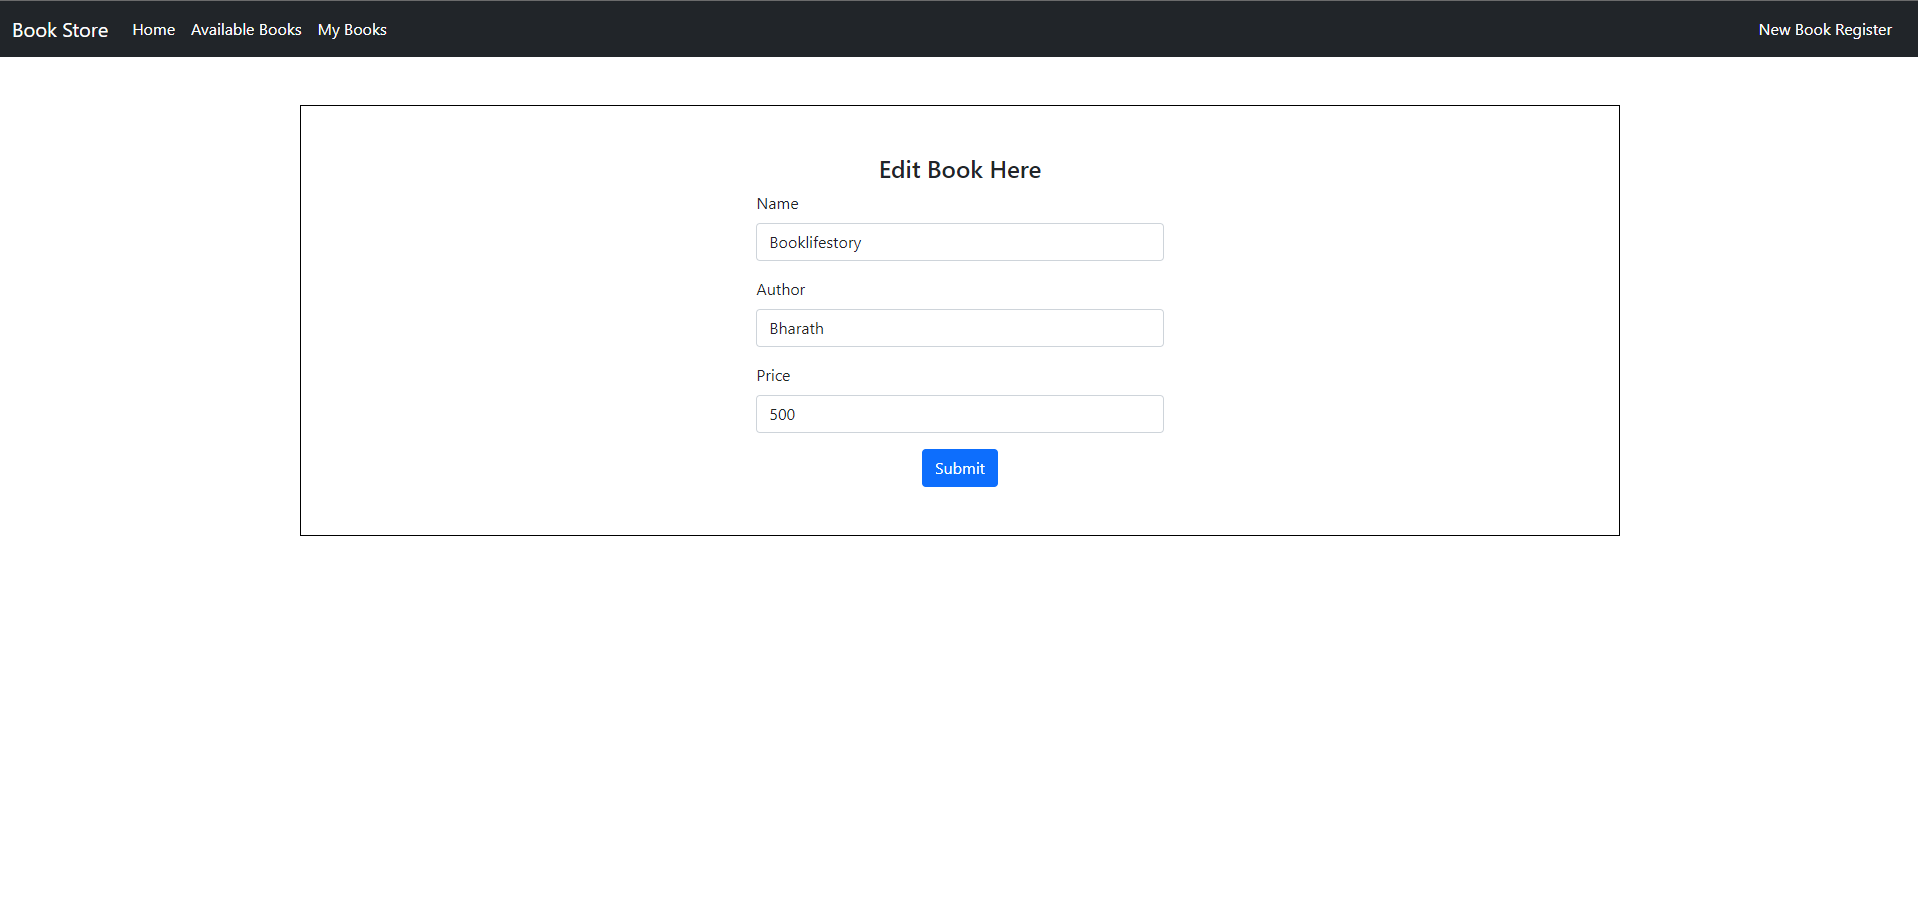 Book Store Home Available Books My Books New Book Register
Edit Book Here
Name
Booklifestory
Author
Bharath
Price
500
Submit